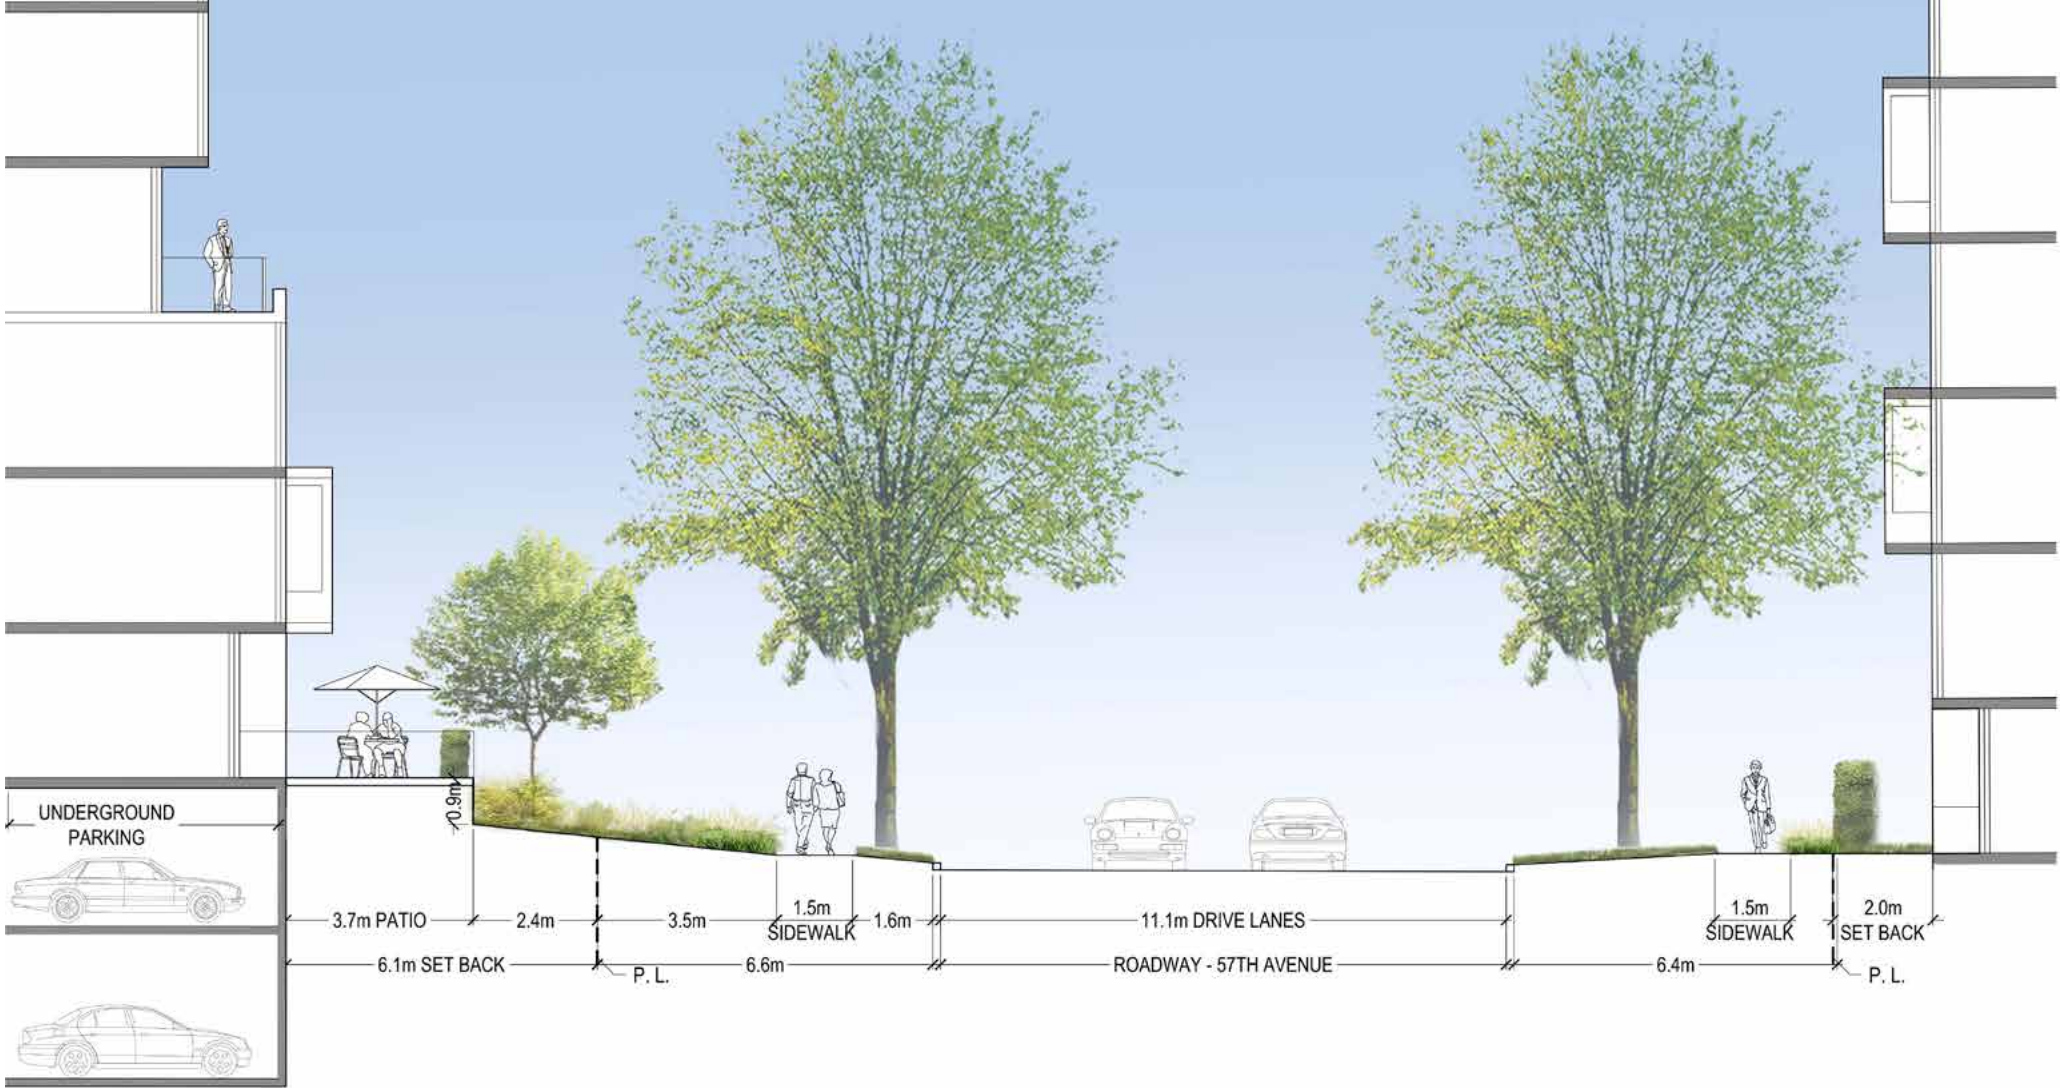 UNDERGROUND
PARKING
0.9m
3.7m PATIO
2.4m
3.5m
1.5m
SIDEWALK
1.6m
11.1m DRIVE LANES
1.5m
SIDEWALK
2.0m
SET BACK
6.1m SET BACK
P. L.
6.6m
ROADWAY - 57TH AVENUE
6.4m
P. L.